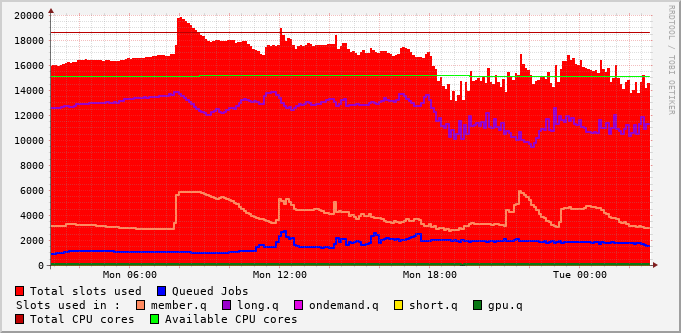 20000
18000
16000
14000
12000
10000
8000
6000
4000
2000
0
Mon 06:00 Mon 12:00 Mon 18:00 Tue 00:00
Total slots used Queued Jobs
Slots used in : member.q long.q ondemand.q short.q gpu.q
Total CPU cores Available CPU cores
RRDTOOL / TOBI OETIKER